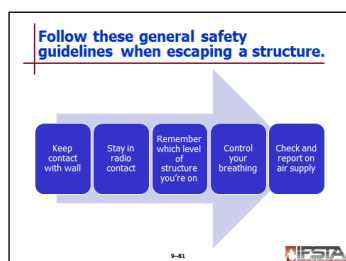 Follow these general safety
guidelines when escaping a structure.
Keep
contact
with wall
Stay in
radio
contact
Remember
which level
of
structure
you're on
Control
your
breathing
Check and
report on
air supply
9–81
IFSTA